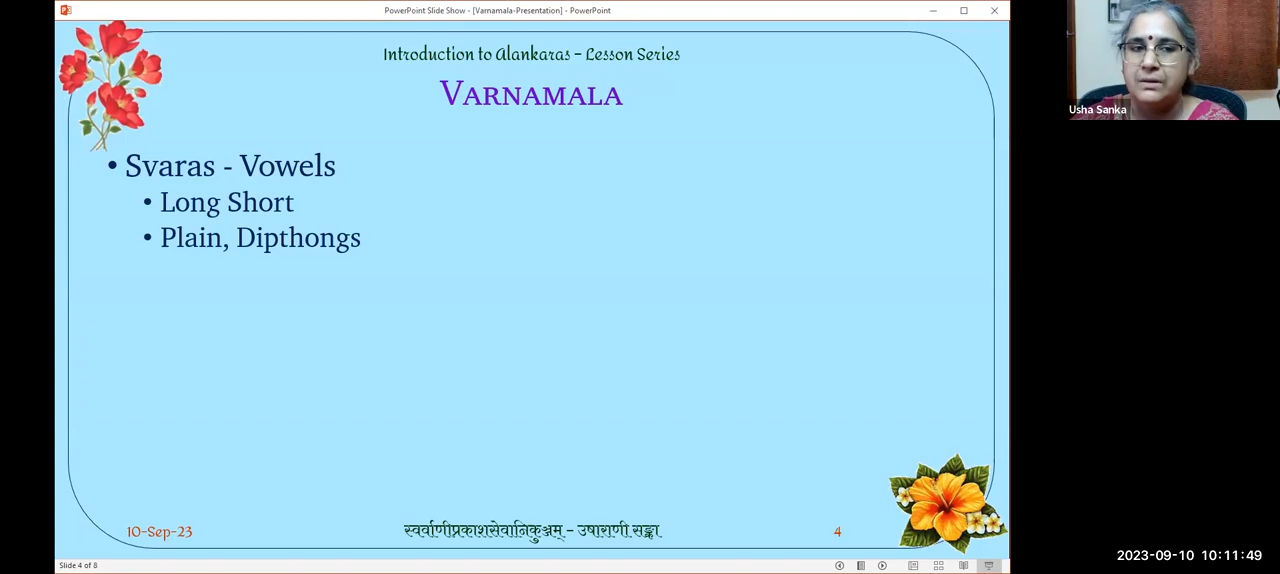 PowerPoint Slide Show - [Varnamala-Presentation] - PowerPoint
Introduction to Alankaras – Lesson Series
VARNAMALA
• Svaras - Vowels
• Long Short
• Plain, Dipthongs
10-Sep-23
स्वर्वाणीप्रकाशसेवानिकुञ्जम् – उषाराणी सङ्का
4
Slide 4 of 8
Usha Sanka
2023-09-10 10:11:49